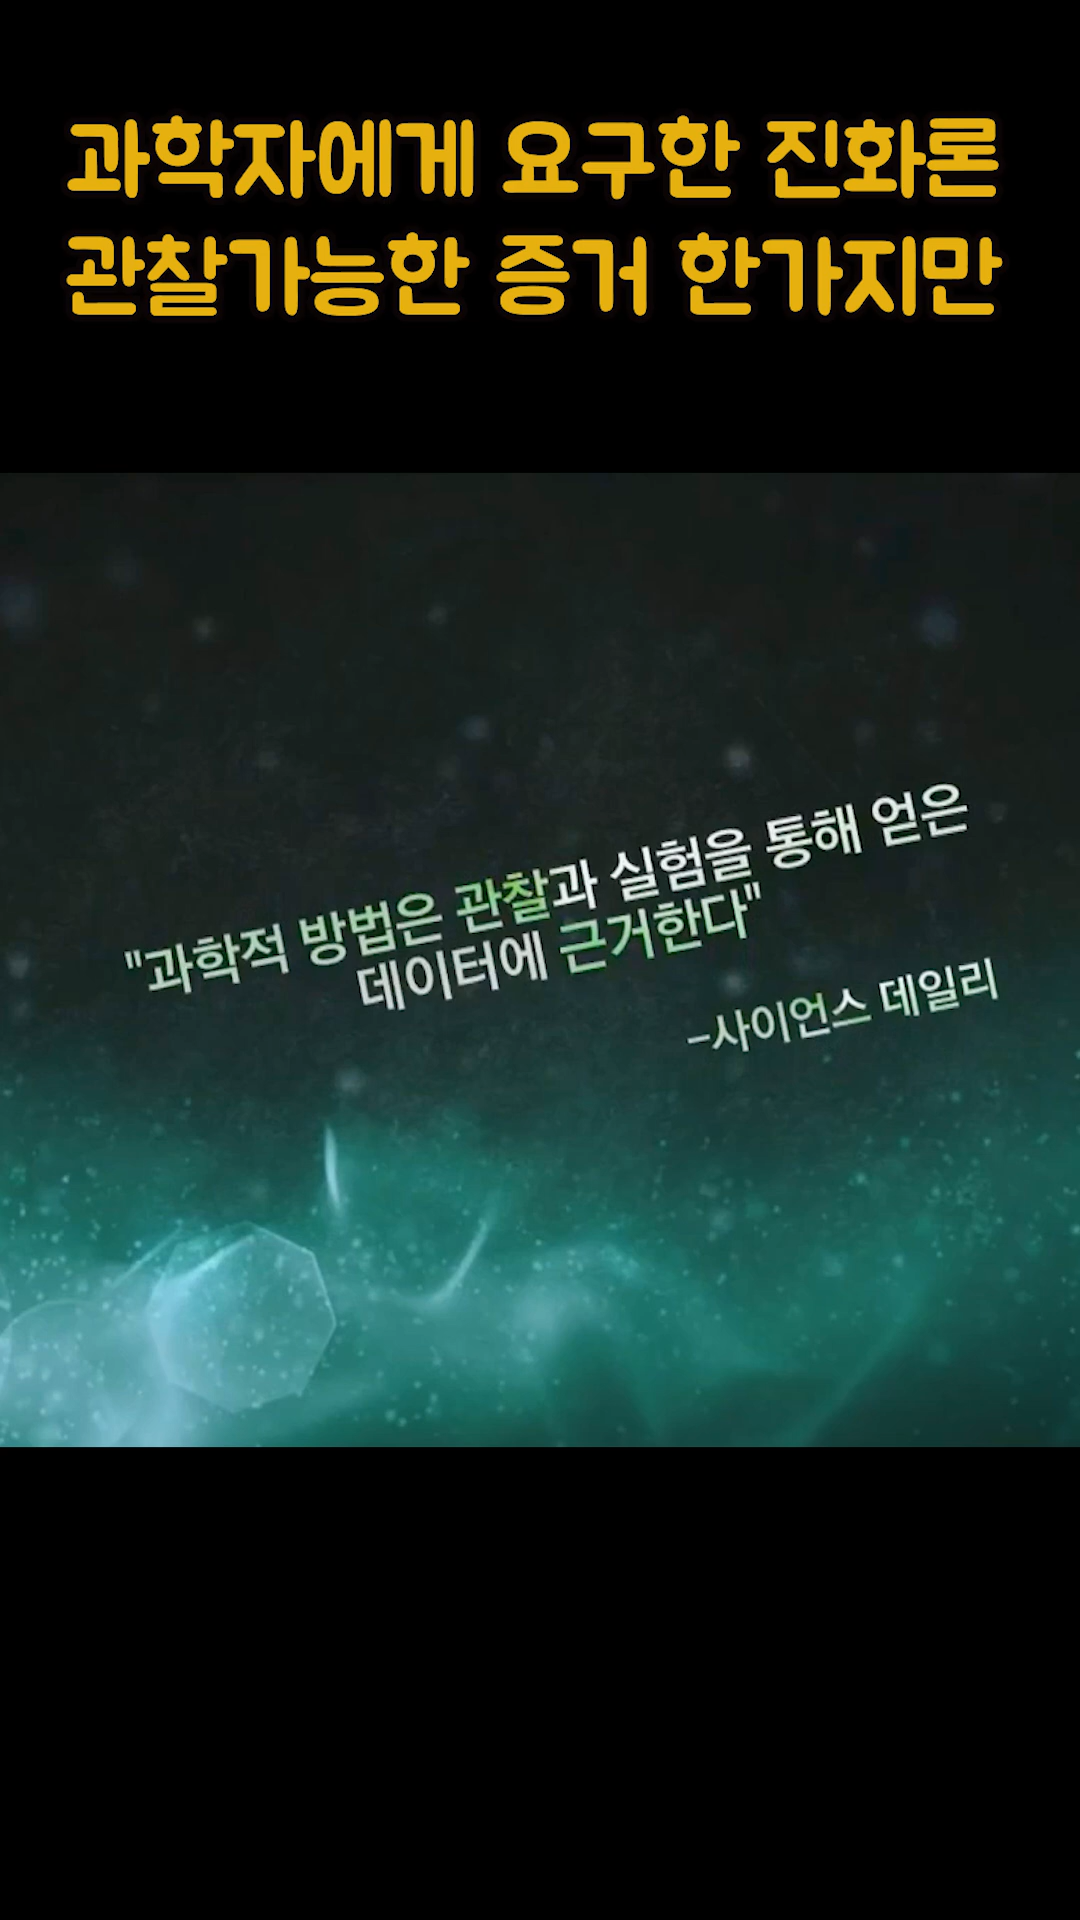 과학자에게 요구한 진화론
관찰가능한 증거 한가지만
"과학적 방법은 관찰과 실험을 통해 얻은
데이터에 근거한다"
-사이언스 데일리